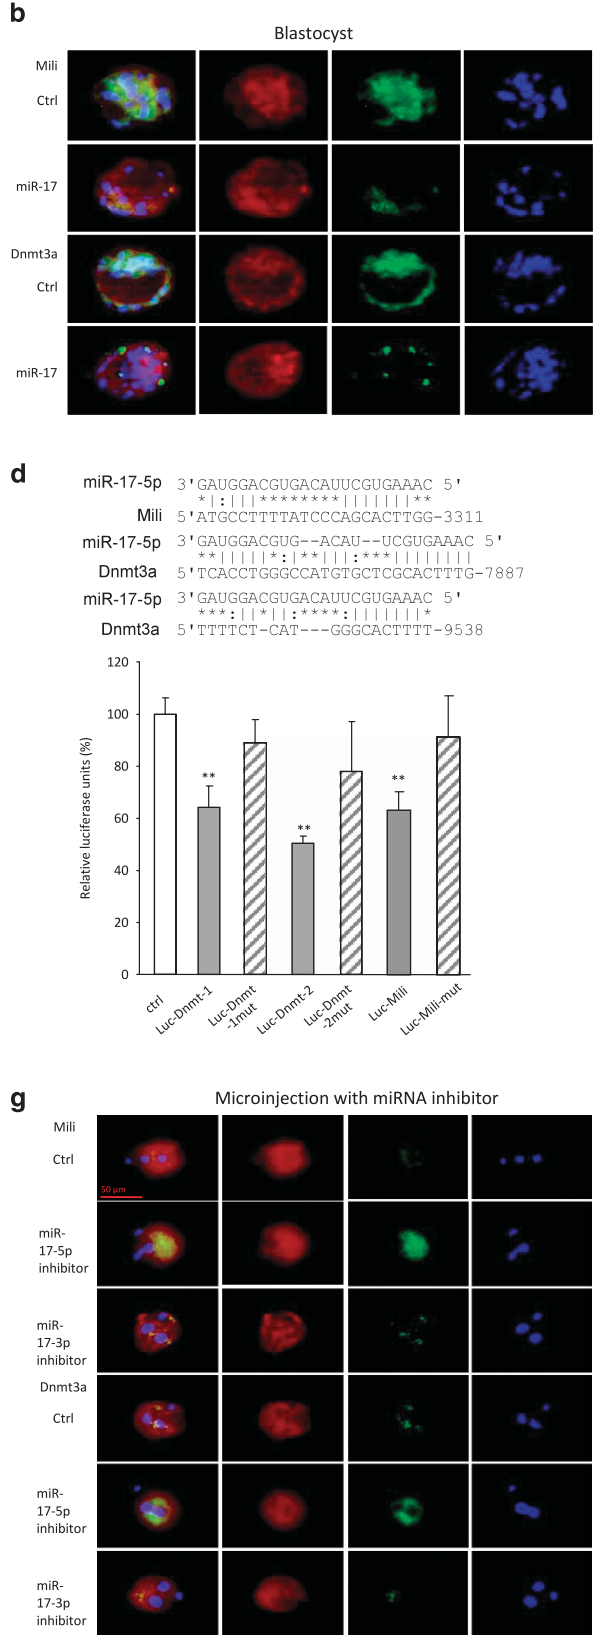 b
Blastocyst
Mili
Ctrl
miR-17
Dnmt3a
Ctrl
miR-17
d
miR-17-5p 3'GAUGGACGUGACAUUCGUGAAAC 5'
*|:|||********|||||||**
Mili 5'ATGCCTTTTATCCCAGCACTTGG-3311
miR-17-5p 3'GAUGGACGUG--ACAU--UCGUGAAAC 5'
**|||||*:|**|||:***||||||||
Dnmt3a 5'TCACCTGGGCCATGTGCTCGCACTTTG-7887
miR-17-5p 3'GAUGGACGUGACAUUCGUGAAAC 5'
***:||*||:****:|||||||*
Dnmt3a 5'TTTTCT-CAT---GGGCACTTTT-9538
120
100
80
60
40
20
0
Relative luciferase units (%)
**
**
**
ctrl
Luc-Dnmt-1
Luc-Dnmt
-1mut
Luc-Dnmt-2
Luc-Dnmt
-2mut
Luc-Mili
Luc-Mili-mut
g
Microinjection with miRNA inhibitor
Mili
Ctrl
50 μm
miR-
17-5p
inhibitor
miR-
17-3p
inhibitor
Dnmt3a
Ctrl
miR-
17-5p
inhibitor
miR-
17-3p
inhibitor